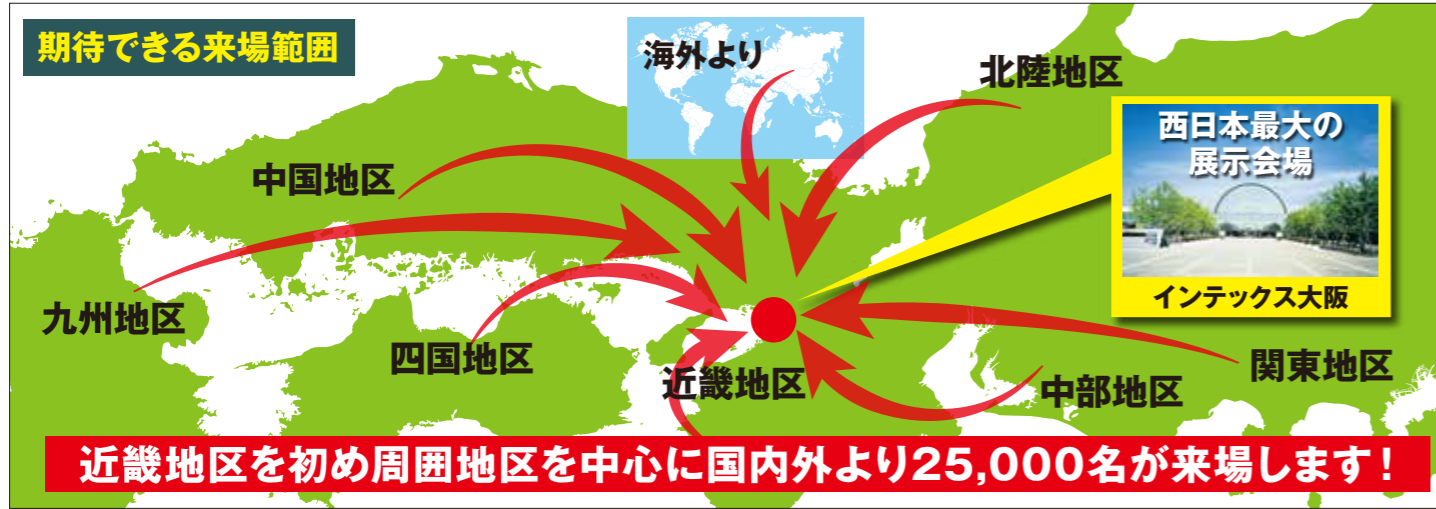 期待できる来場範囲
海外より
北陸地区
西日本最大の
展示会場
インテックス大阪
中国地区
九州地区
四国地区
近畿地区
中部地区
関東地区
近畿地区を初め周囲地区を中心に国内外より25,000名が来場します!